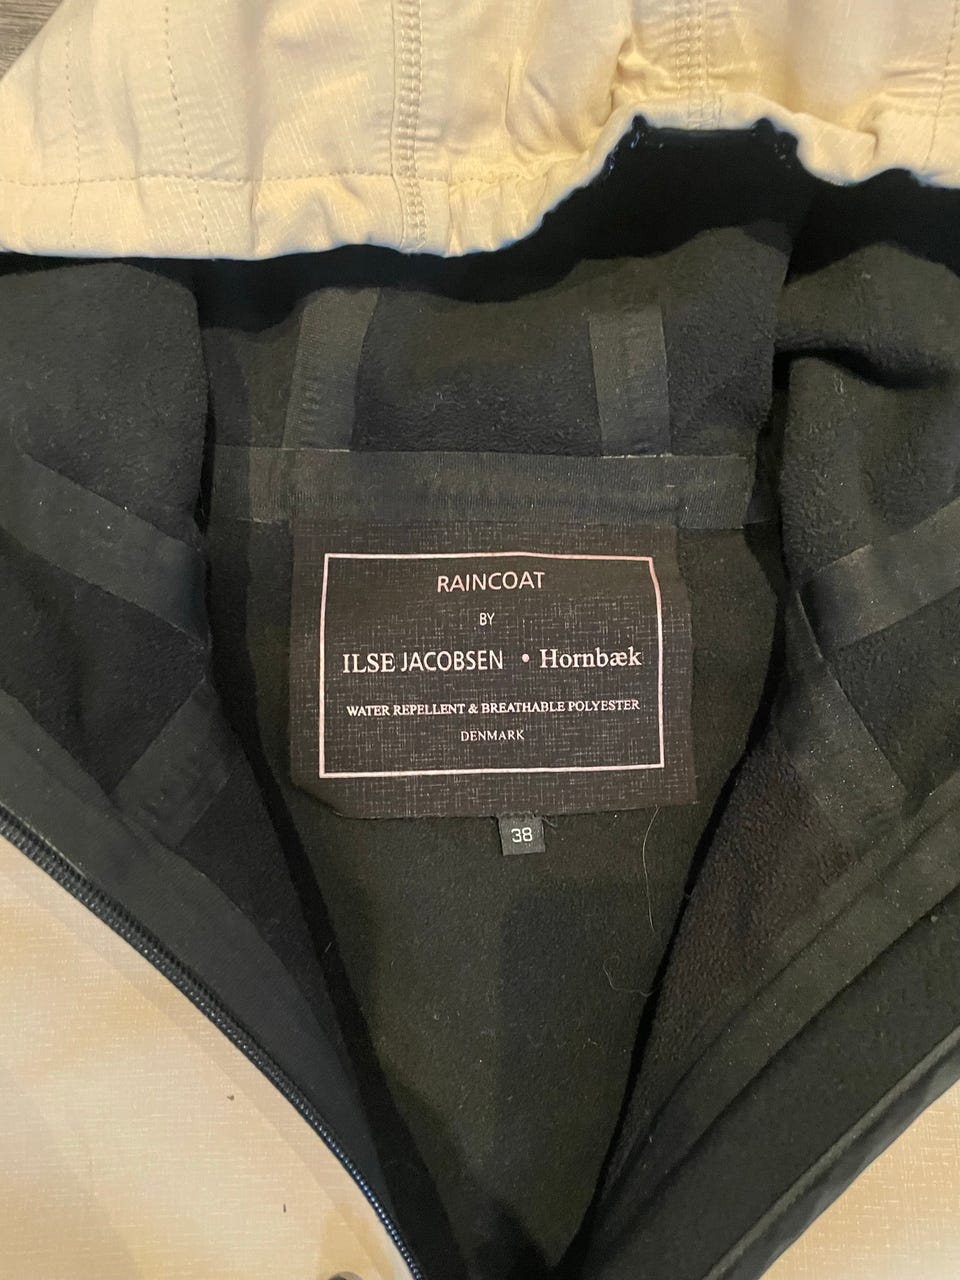 RAINCOAT
BY
ILSE JACOBSEN • Hornbæk
WATER REPELLENT & BREATHABLE POLYESTER
DENMARK
38